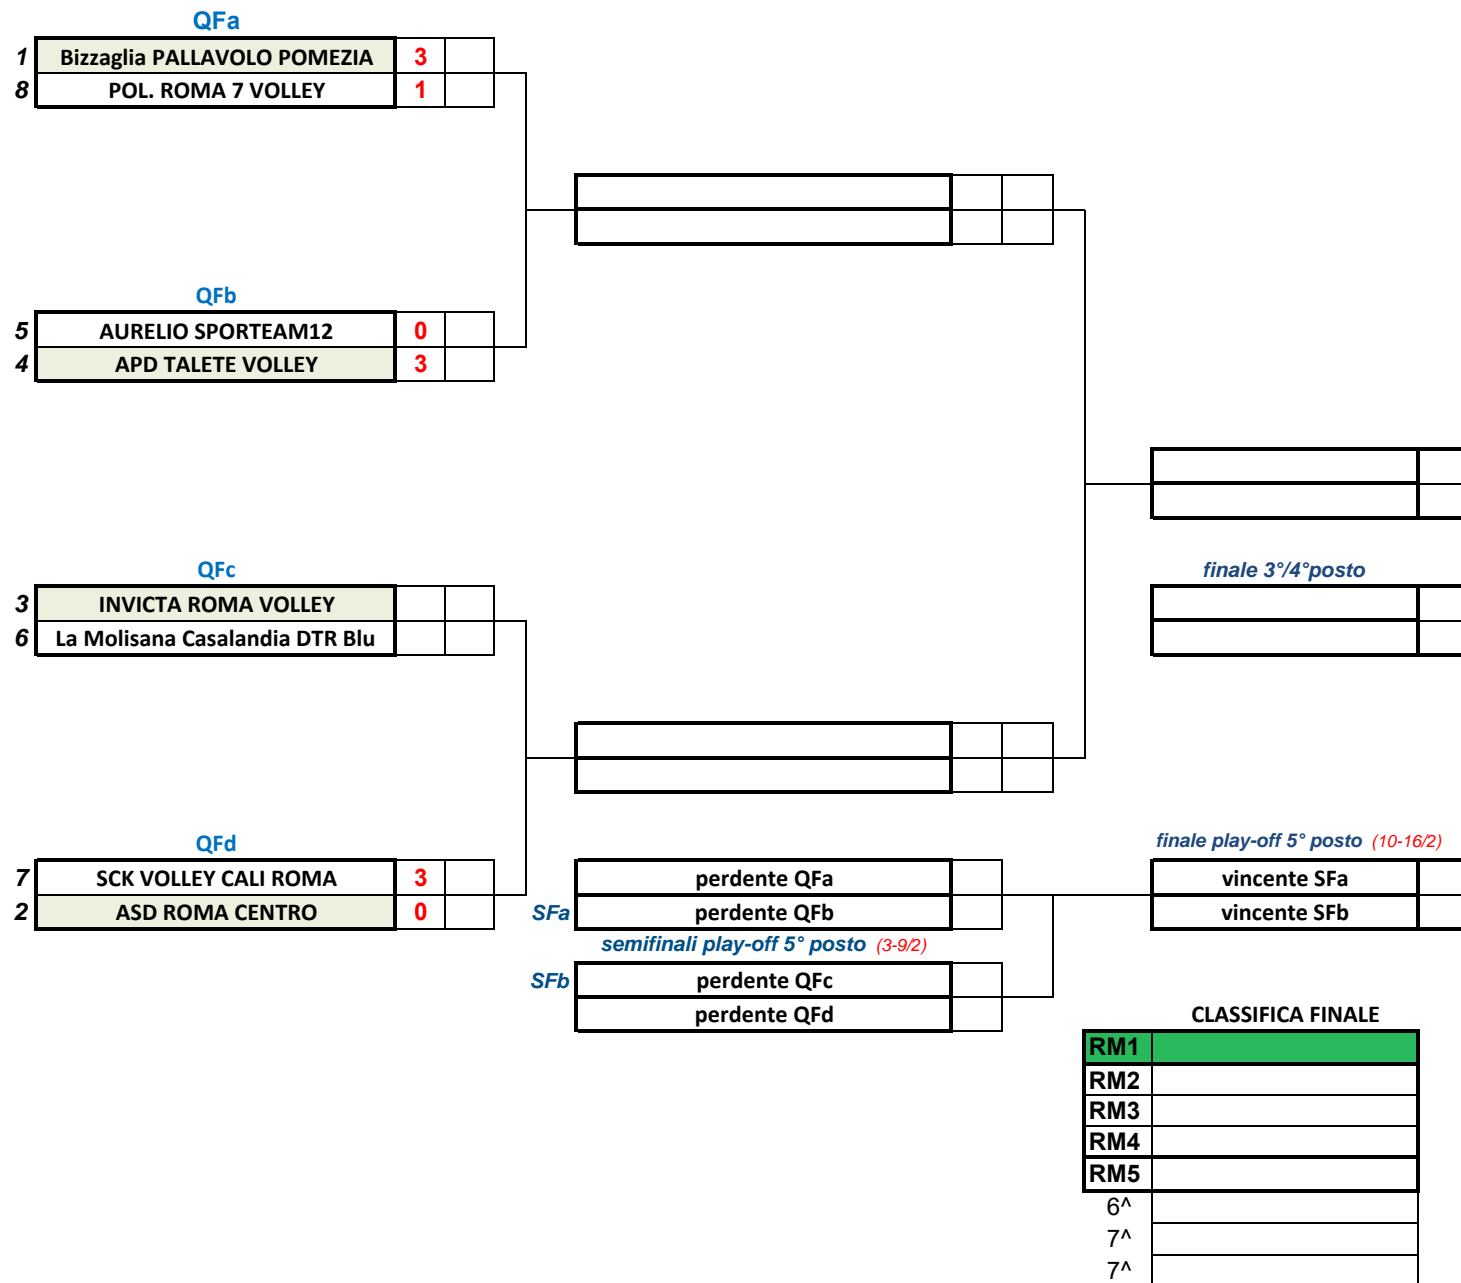 QFa
1 Bizzaglia PALLAVOLO POMEZIA 3
8 POL. ROMA 7 VOLLEY 1
QFb
5 AURELIO SPORTEAM12 0
4 APD TALETE VOLLEY 3
QFc
3 INVICTA ROMA VOLLEY
6 La Molisana Casalandia DTR Blu
finale 3°/4°posto
QFd
7 SCK VOLLEY CALI ROMA 3
2 ASD ROMA CENTRO 0
perdente QFa
SFa perdente QFb
semifinali play-off 5° posto (3-9/2)
SFb perdente QFc
perdente QFd
finale play-off 5° posto (10-16/2)
vincente SFa
vincente SFb
CLASSIFICA FINALE
RM1
RM2
RM3
RM4
RM5
6^
7^
7^